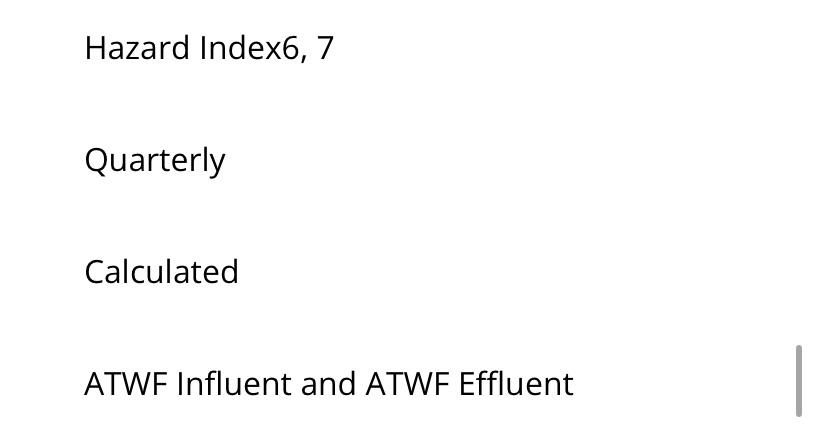 Hazard Index6, 7
Quarterly
Calculated
ATWF Influent and ATWF Effluent